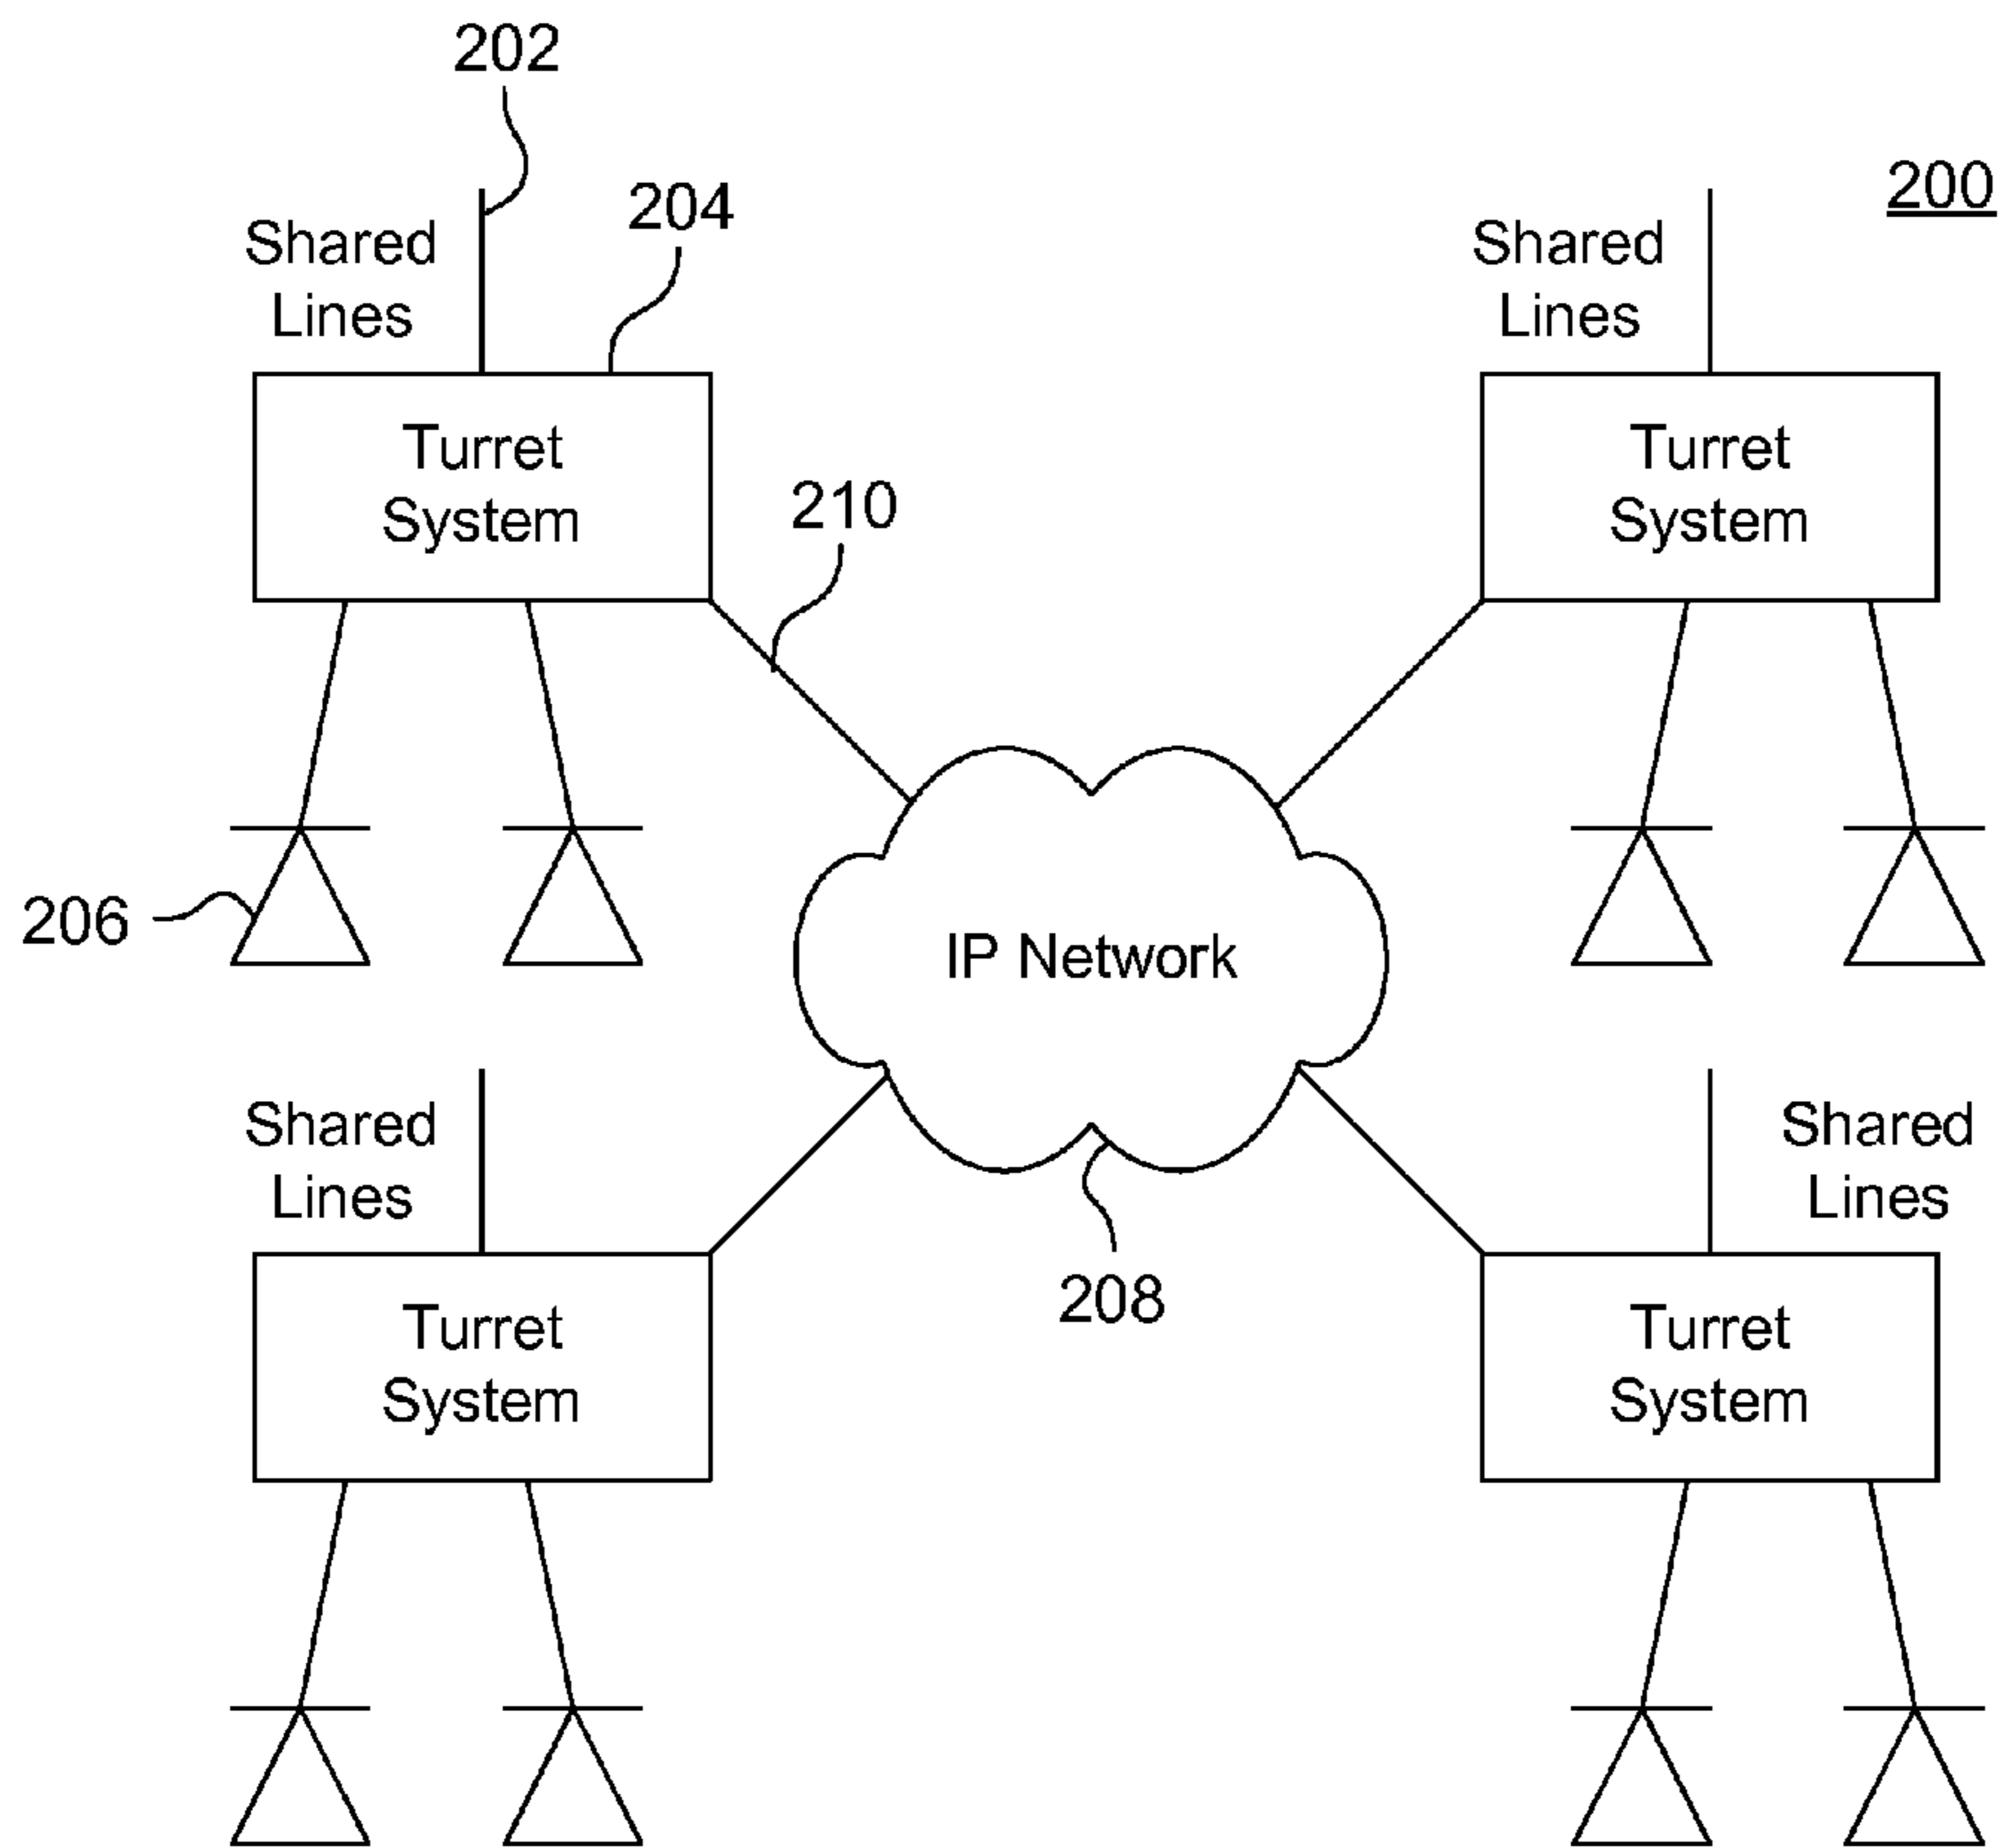 202
204
200
Shared
Lines
Shared
Lines
Turret
System
210
Turret
System
206
IP Network
Shared
Lines
Shared
Lines
208
Turret
System
Turret
System